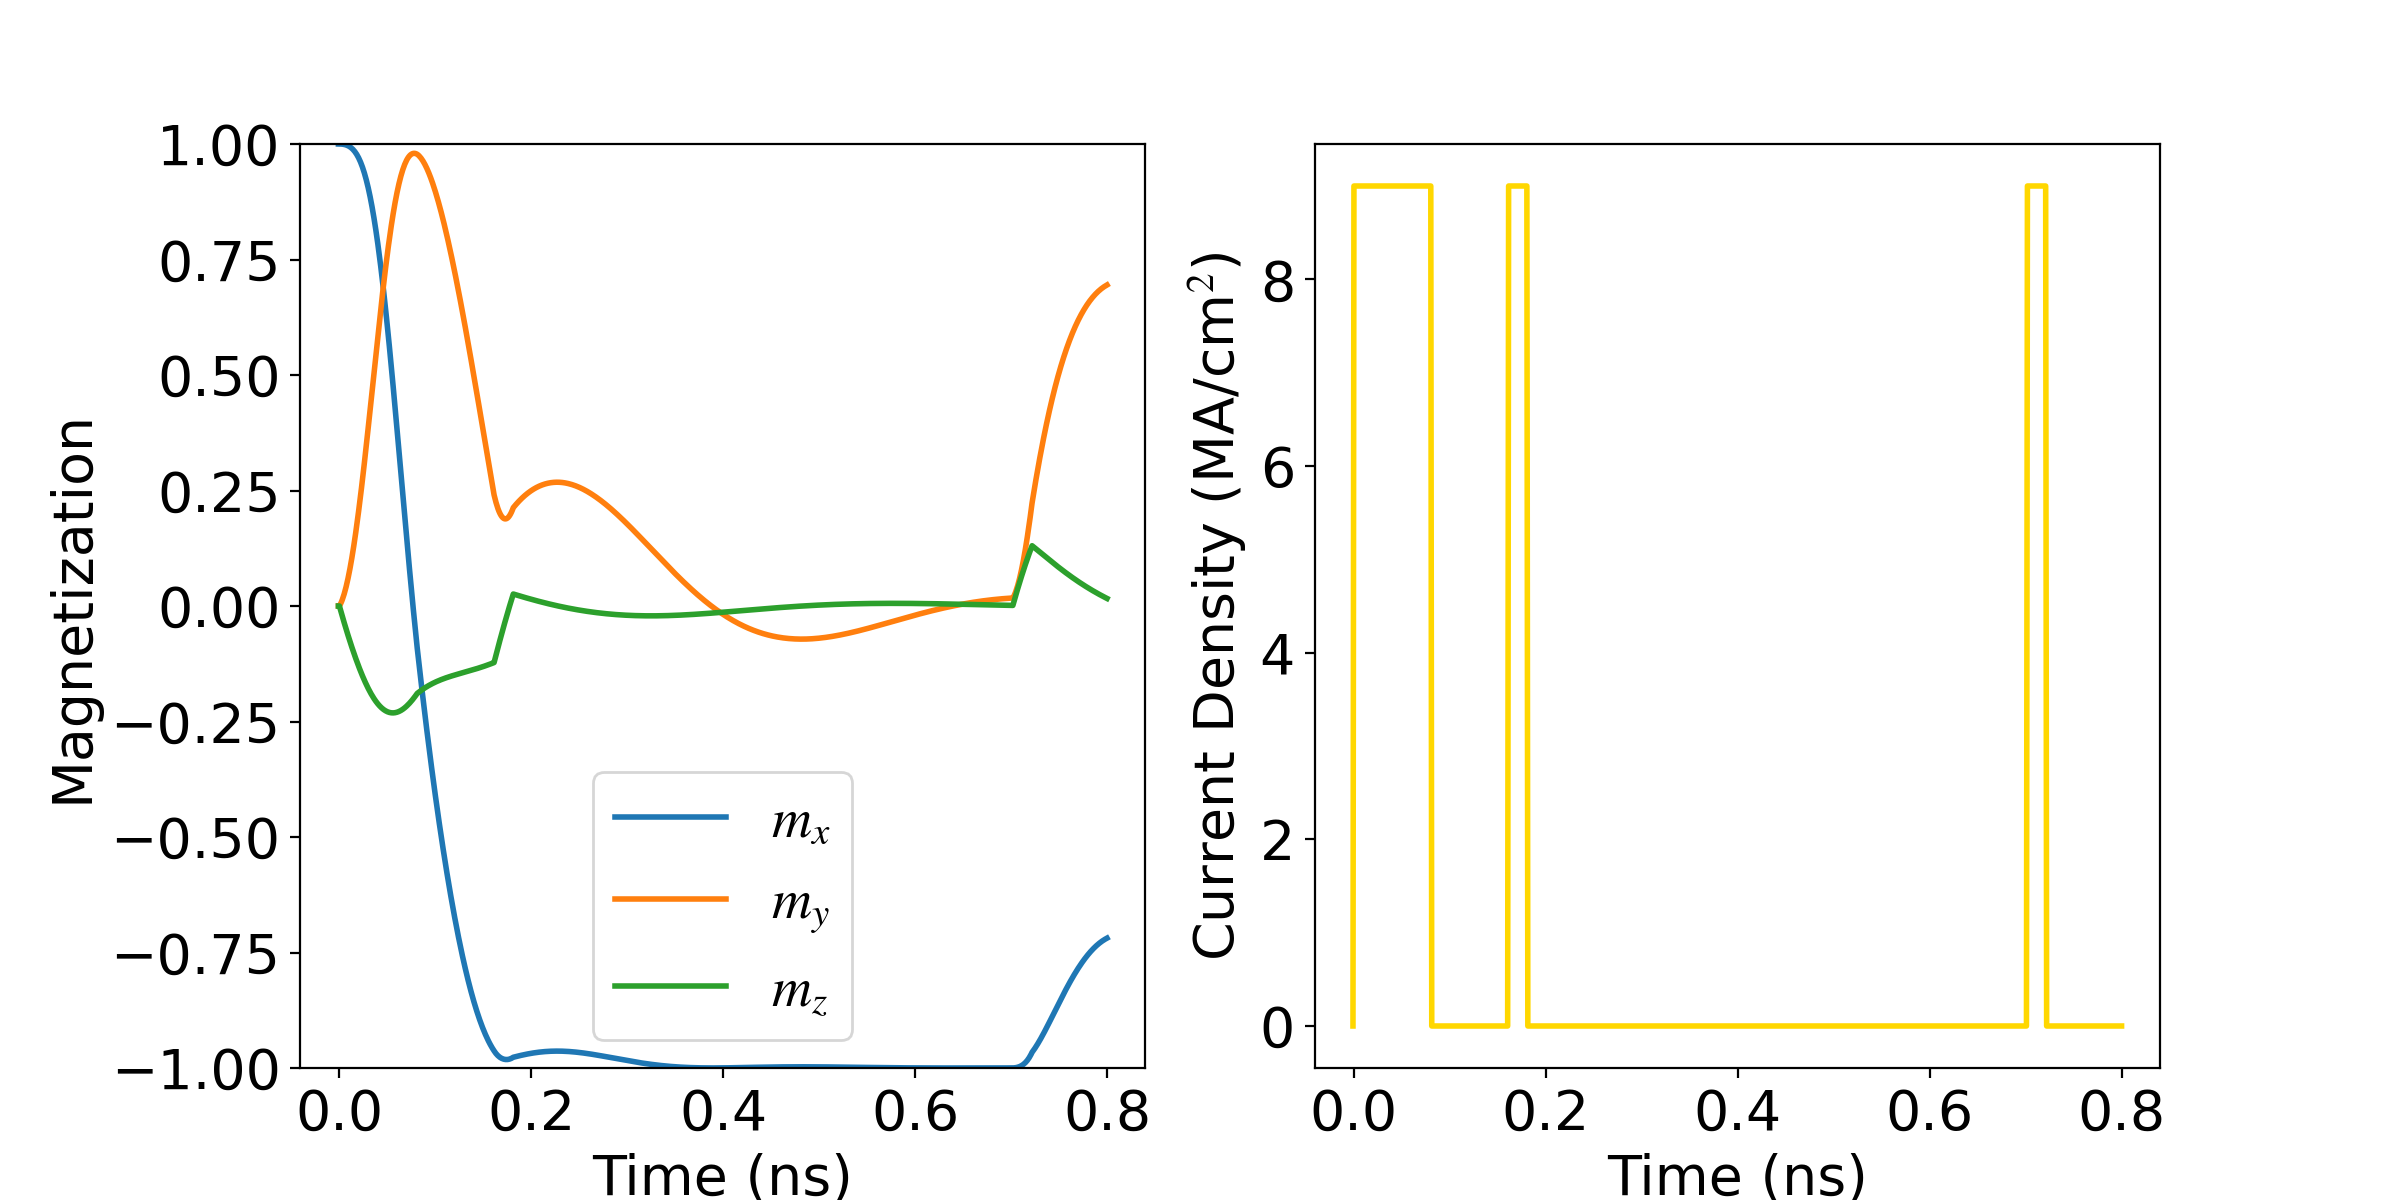 Magnetization
1.00
0.75
0.50
0.25
0.00
−0.25
−0.50
−0.75
−1.00
0.0 0.2 0.4 0.6 0.8
Time (ns)
m_x
m_y
m_z
Current Density (MA/cm²)
8
6
4
2
0
0.0 0.2 0.4 0.6 0.8
Time (ns)